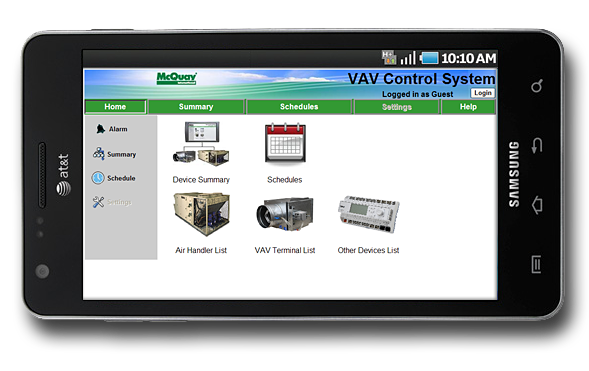 10:10 AM
McQuay
VAV Control System
Logged in as Guest Login
Home Summary Schedules Settings Help
Alarm
Summary
Schedule
Settings
Device Summary Schedules
Air Handler List VAV Terminal List Other Devices List
at&t
SAMSUNG